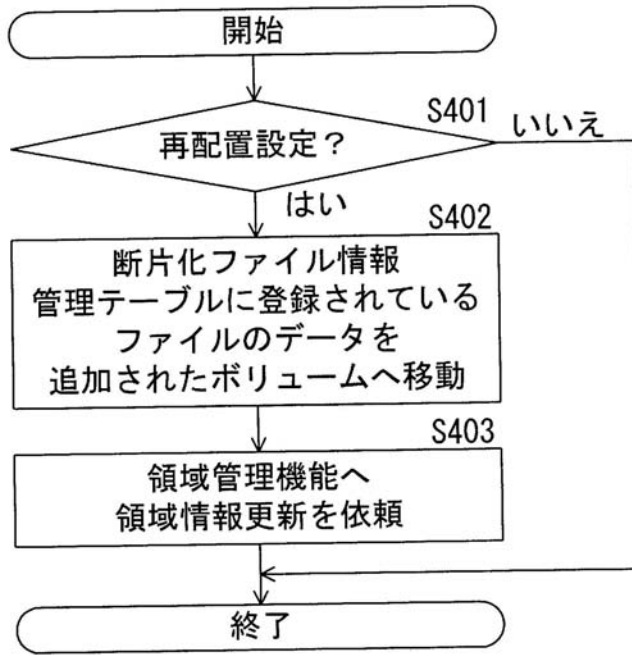 開始
S401
再配置設定？
いいえ
はい
S402
断片化ファイル情報
管理テーブルに登録されている
ファイルのデータを
追加されたボリュームへ移動
S403
領域管理機能へ
領域情報更新を依頼
終了